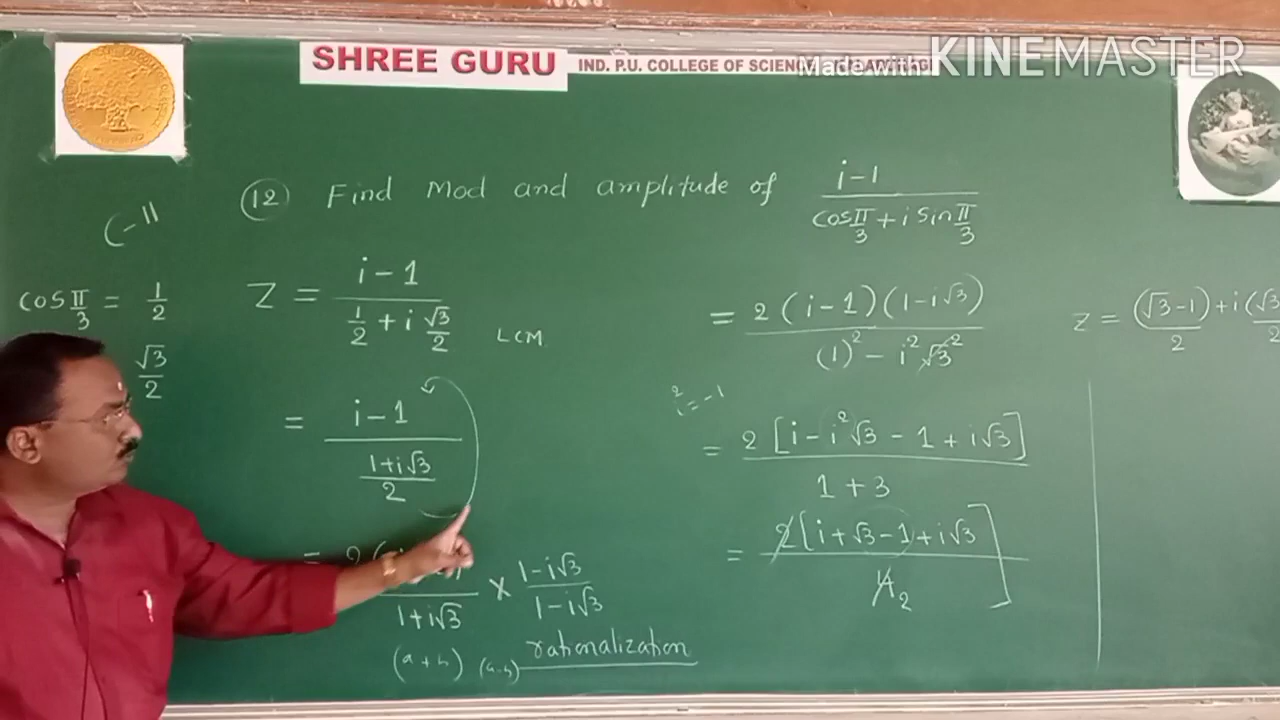 SHREE GURU IND. P.U. COLLEGE OF SCIENCE
Made with KINEMASTER
(12) Find Mod and amplitude of (i-1)/(cos π/3 + i sin π/3)
cos π/3 = 1/2
√3/2
Z = (i-1)/(1/2 + i √3/2) LCM
= (i-1)/((1+i√3)/2)
1+i√3 × (1-i√3)/(1-i√3)
(a+b) (a-b) rationalization
= 2(i-1)(1-i√3)/((1)² - i²√3²)
i² = -1
= 2[i-i²√3-1+i√3]/(1+3)
= 2[i+√3-1+i√3]/4 2
Z = (√3-1)/2 + i(√3